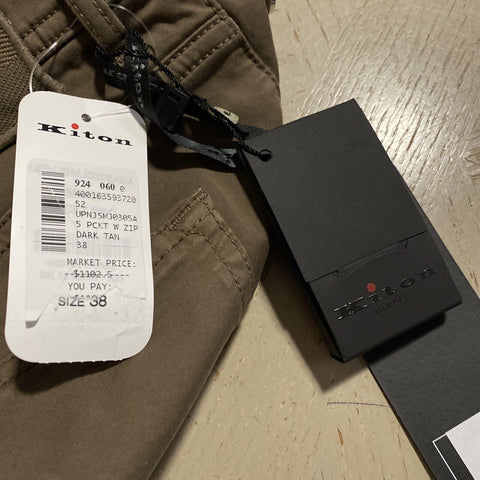 Kiton
924 060 0
400163593720
52
UPNJSMJ0305A
5 PCKT W ZIP
DARK TAN
38
MARKET PRICE:
$1102.5
YOU PAY:
SIZE 38
Kiton
NAPOLI